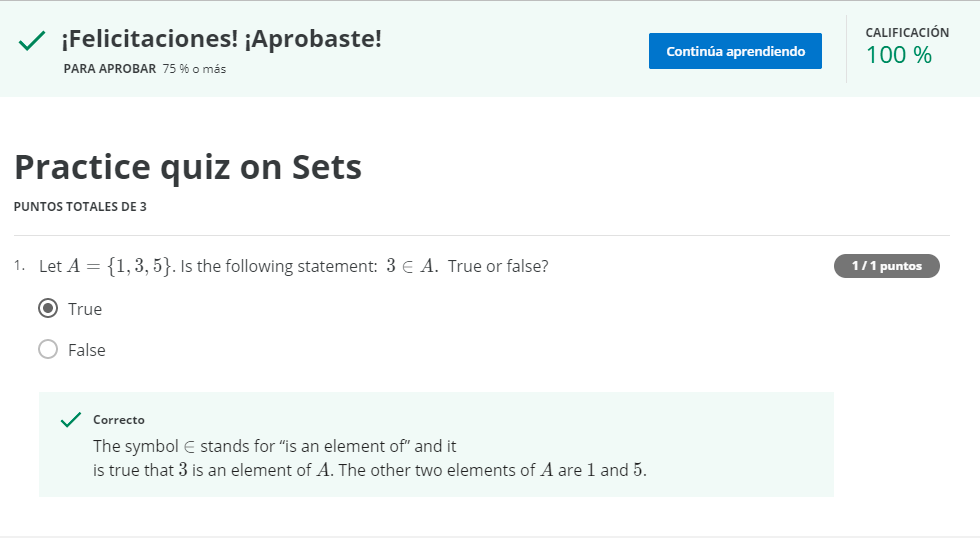 ¡Felicitaciones! ¡Aprobaste!
PARA APROBAR 75 % o más
Continúa aprendiendo
CALIFICACIÓN
100 %
Practice quiz on Sets
PUNTOS TOTALES DE 3
1. Let A = {1, 3, 5}. Is the following statement: 3 ∈ A. True or false?
1 / 1 puntos
True
False
Correcto
The symbol ∈ stands for “is an element of” and it
is true that 3 is an element of A. The other two elements of A are 1 and 5.